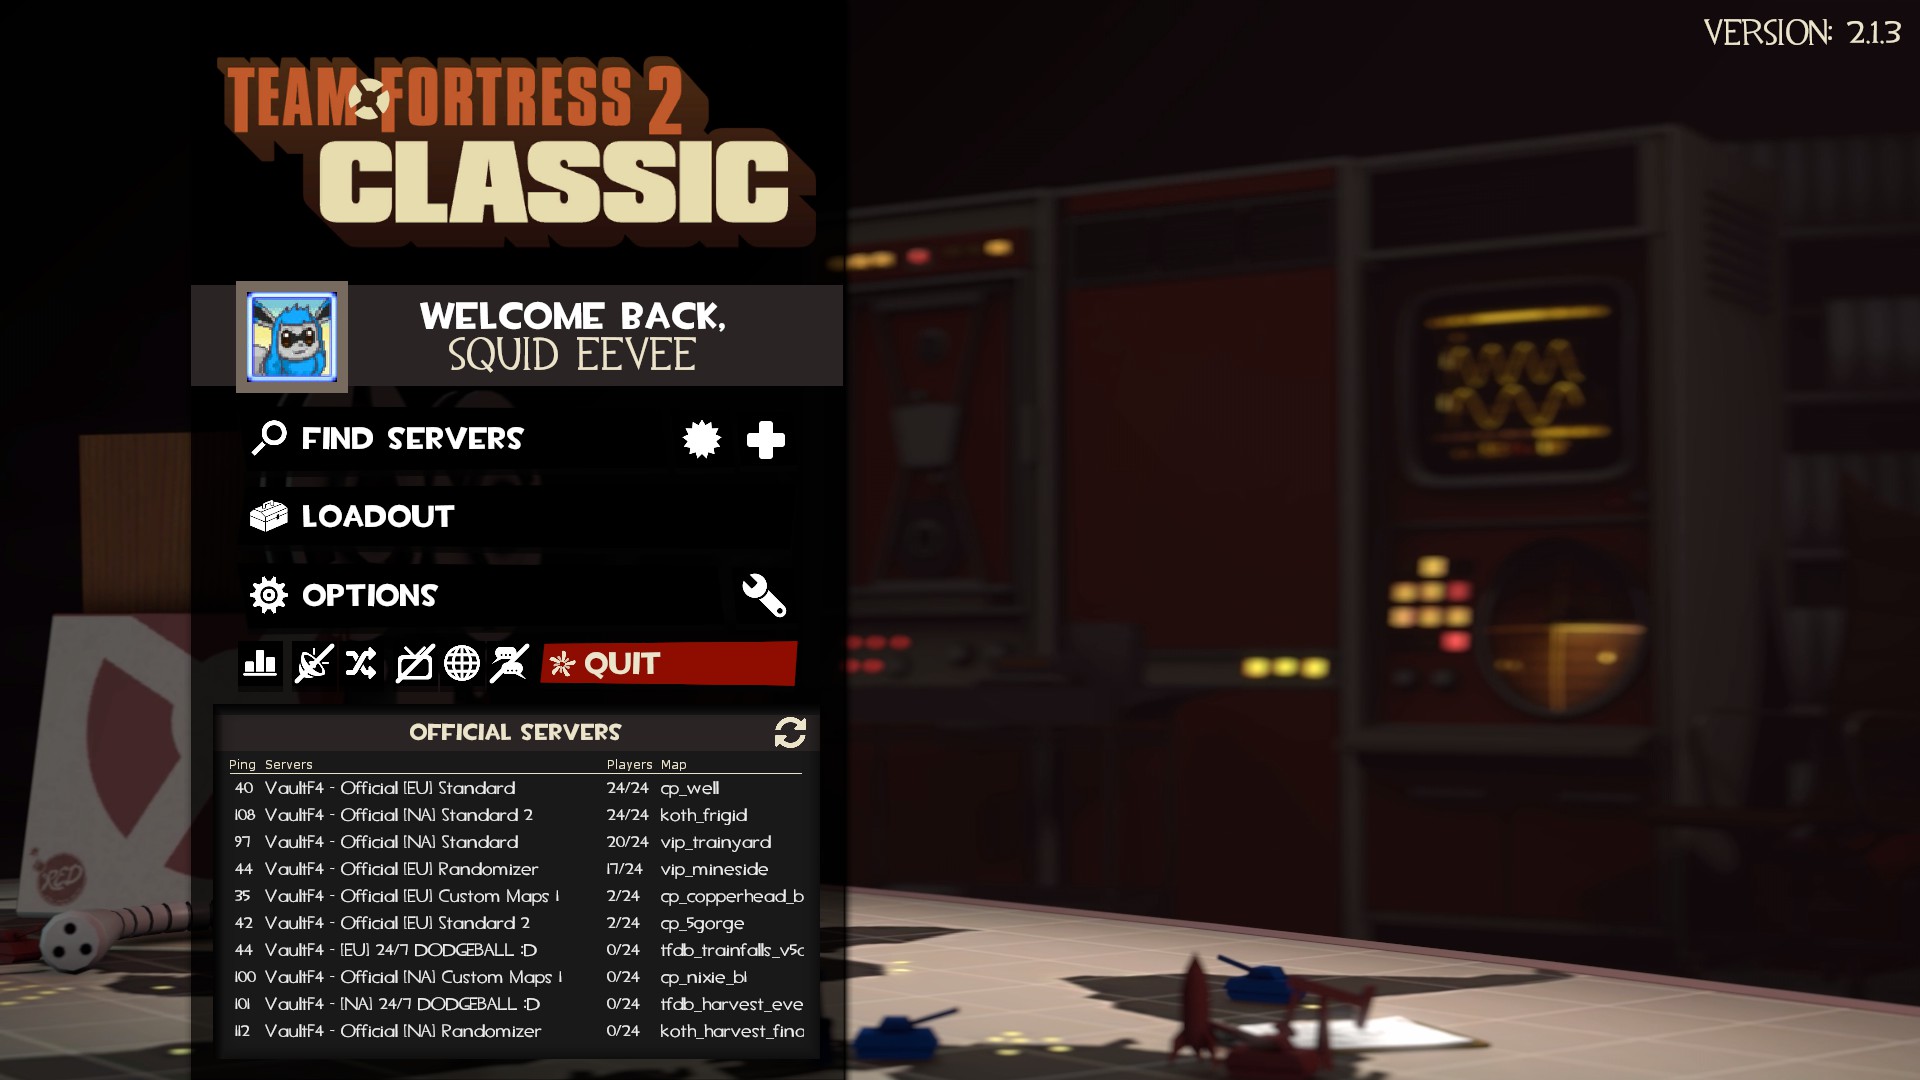 VERSION: 2.1.3
TEAM FORTRESS 2
CLASSIC
WELCOME BACK,
SQUID EEVEE
FIND SERVERS
LOADOUT
OPTIONS
QUIT
OFFICIAL SERVERS
Ping Servers Players Map
40 VaultF4 - Official [EU] Standard 24/24 cp_well
108 VaultF4 - Official [NA] Standard 2 24/24 koth_frigid
97 VaultF4 - Official [NA] Standard 20/24 vip_trainyard
44 VaultF4 - Official [EU] Randomizer 17/24 vip_mineside
35 VaultF4 - Official [EU] Custom Maps 1 2/24 cp_copperhead_b
42 VaultF4 - Official [EU] Standard 2 2/24 cp_5gorge
44 VaultF4 - [EU] 24/7 DODGEBALL :D 0/24 tfdb_trainfalls_v5c
100 VaultF4 - Official [NA] Custom Maps 1 0/24 cp_nixie_b1
101 VaultF4 - [NA] 24/7 DODGEBALL :D 0/24 tfdb_harvest_eve
112 VaultF4 - Official [NA] Randomizer 0/24 koth_harvest_fina
RED